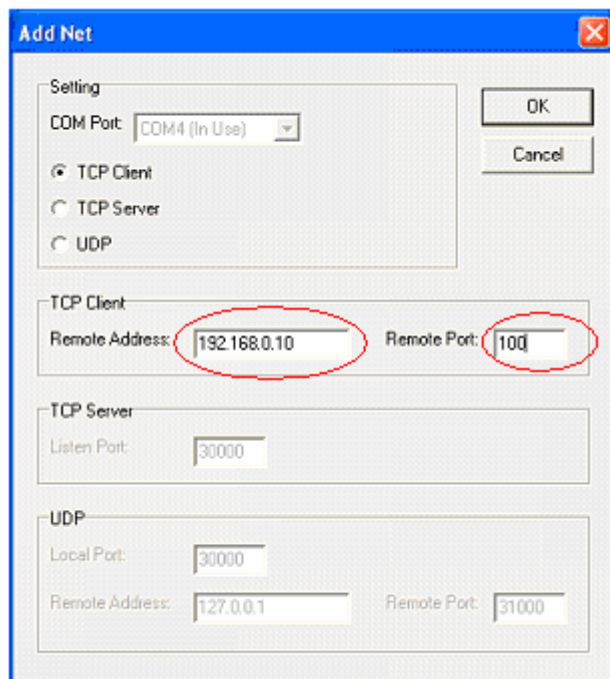 Add Net
Setting
OK
COM Port: COM4 (In Use)
Cancel
TCP Client
TCP Server
UDP
TCP Client
Remote Address: 192.168.0.10 Remote Port: 100
TCP Server
Listen Port: 30000
UDP
Local Port: 30000
Remote Address: 127.0.0.1 Remote Port: 31000